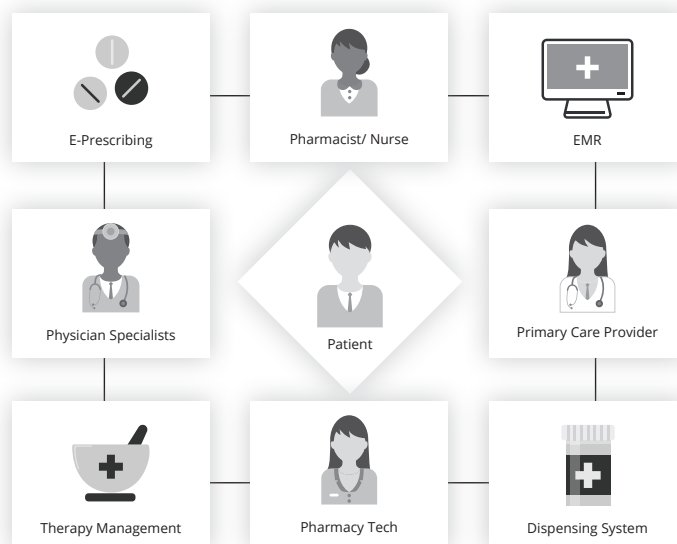 E-Prescribing
Pharmacist/ Nurse
EMR
Physician Specialists
Patient
Primary Care Provider
Therapy Management
Pharmacy Tech
Dispensing System